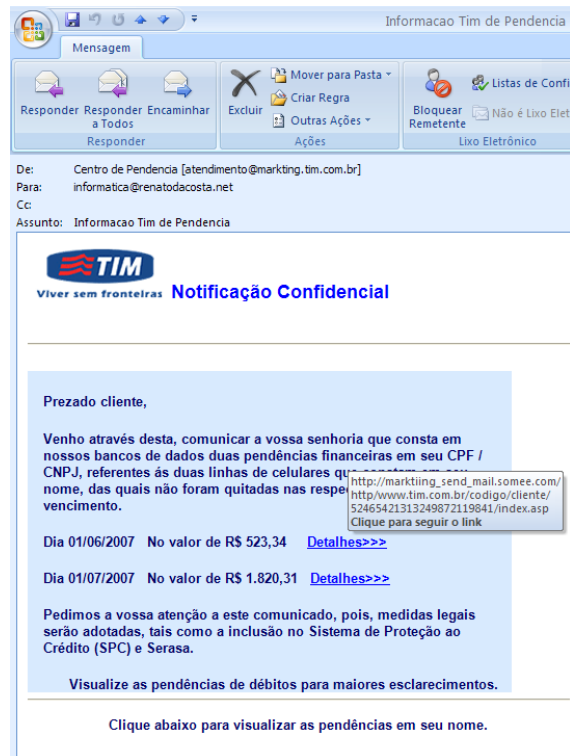 Informacao Tim de Pendencia
Mensagem
Responder Responder a Todos Encaminhar
Excluir
Mover para Pasta
Criar Regra
Outras Ações
Bloquear Remetente
Listas de Confi
Não é Lixo Elet
Responder Ações Lixo Eletrônico
De: Centro de Pendencia [atendimento@markting.tim.com.br]
Para: informatica@renatodacosta.net
Cc:
Assunto: Informacao Tim de Pendencia
TIM
Viver sem fronteiras Notificação Confidencial
Prezado cliente,
Venho através desta, comunicar a vossa senhoria que consta em
nossos bancos de dados duas pendências financeiras em seu CPF /
CNPJ, referentes ás duas linhas de celulares que constam em seu
nome, das quais não foram quitadas nas
vencimento.
http://marktiing_send_mail.somee.com/
http/www.tim.com.br/codigo/cliente/
52465421313249872119841/index.asp
Clique para seguir o link
Dia 01/06/2007 No valor de R$ 523,34 Detalhes>>>
Dia 01/07/2007 No valor de R$ 1.820,31 Detalhes>>>
Pedimos a vossa atenção a este comunicado, pois, medidas legais
serão adotadas, tais como a inclusão no Sistema de Proteção ao
Crédito (SPC) e Serasa.
Visualize as pendências de débitos para maiores esclarecimentos.
Clique abaixo para visualizar as pendências em seu nome.